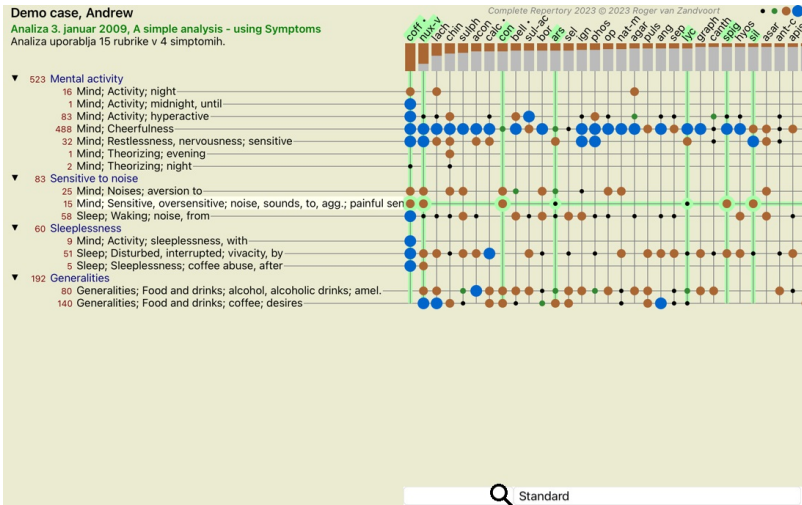 Demo case, Andrew
Complete Repertory 2023 © 2023 Roger van Zandvoort
Analiza 3. januar 2009, A simple analysis - using Symptoms
Analiza uporablja 15 rubrike v 4 simptomih.
coff • nux-v lach chin sulph acon calc • con bell • sul-ac bor ars sel ign phos op nat-m agar puls ang sep lyc graph canth spig hyos sil asar ant-c apis
▼ 523 Mental activity
16 Mind; Activity; night
1 Mind; Activity; midnight, until
83 Mind; Activity; hyperactive
488 Mind; Cheerfulness
32 Mind; Restlessness, nervousness; sensitive
1 Mind; Theorizing; evening
2 Mind; Theorizing; night
▼ 83 Sensitive to noise
25 Mind; Noises; aversion to
15 Mind; Sensitive, oversensitive; noise, sounds, to, agg.; painful sen
58 Sleep; Waking; noise, from
▼ 60 Sleeplessness
9 Mind; Activity; sleeplessness, with
51 Sleep; Disturbed, interrupted; vivacity, by
5 Sleep; Sleeplessness; coffee abuse, after
▼ 192 Generalities
80 Generalities; Food and drinks; alcohol, alcoholic drinks; amel.
140 Generalities; Food and drinks; coffee; desires
Standard